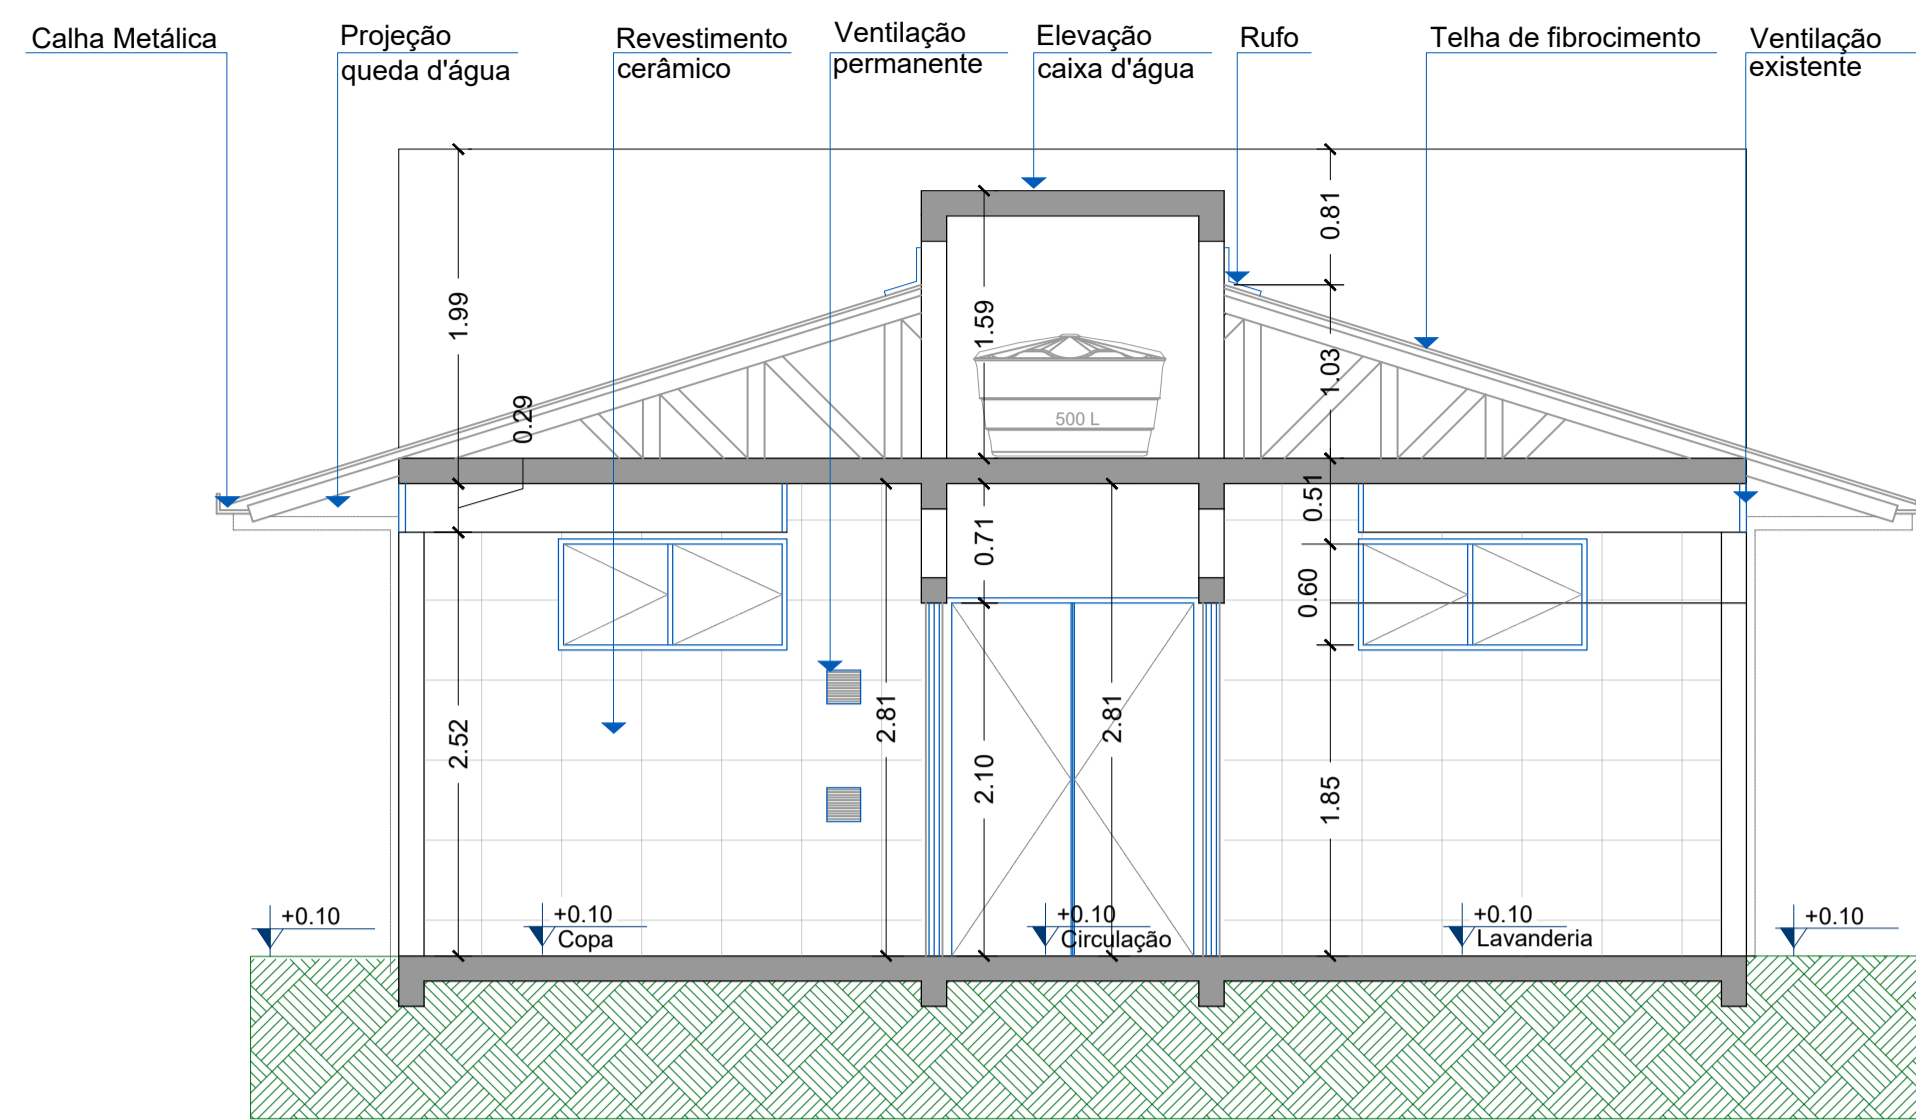 Calha Metálica
Projeção
queda d'água
Revestimento
cerâmico
Ventilação
permanente
Elevação
caixa d'água
Rufo
Telha de fibrocimento
Ventilação
existente
0.81
1.99
1.59
1.03
0.29
500 L
0.51
0.71
0.60
2.52
2.81
2.10
2.81
1.85
+0.10
+0.10
Copa
+0.10
Circulação
+0.10
Lavanderia
+0.10